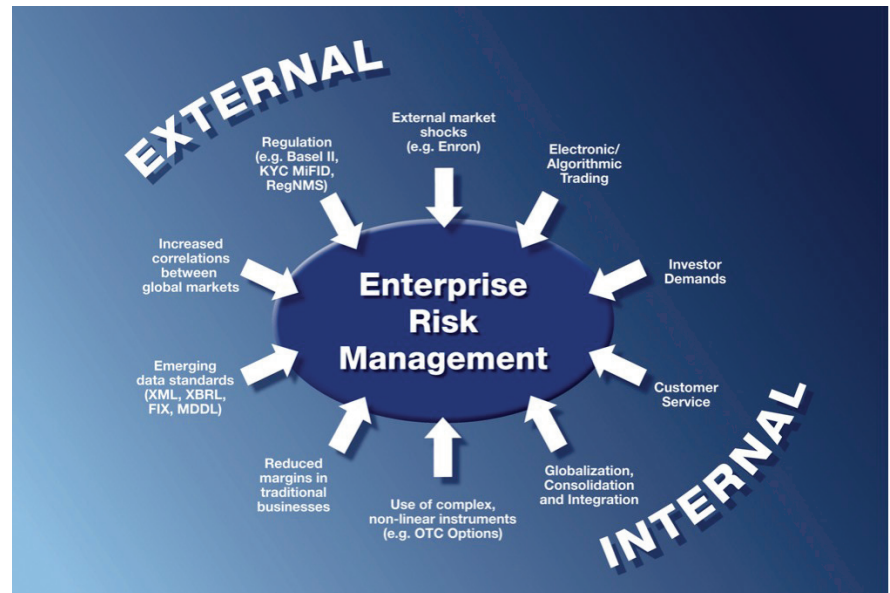 EXTERNAL
External market
shocks
(e.g. Enron)
Regulation
(e.g. Basel II,
KYC MiFID,
RegNMS)
Electronic/
Algorithmic
Trading
Increased
correlations
between
global markets
Investor
Demands
Enterprise
Risk
Management
Emerging
data standards
(XML, XBRL,
FIX, MDDL)
Customer
Service
Reduced
margins in
traditional
businesses
Use of complex,
non-linear instruments
(e.g. OTC Options)
Globalization,
Consolidation
and Integration
INTERNAL